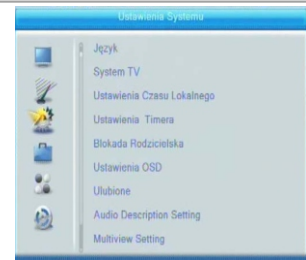 Ustawienia Systemu
Język
System TV
Ustawienia Czasu Lokalnego
Ustawienia Timera
Blokada Rodzicielska
Ustawienia OSD
Ulubione
Audio Description Setting
Multiview Setting